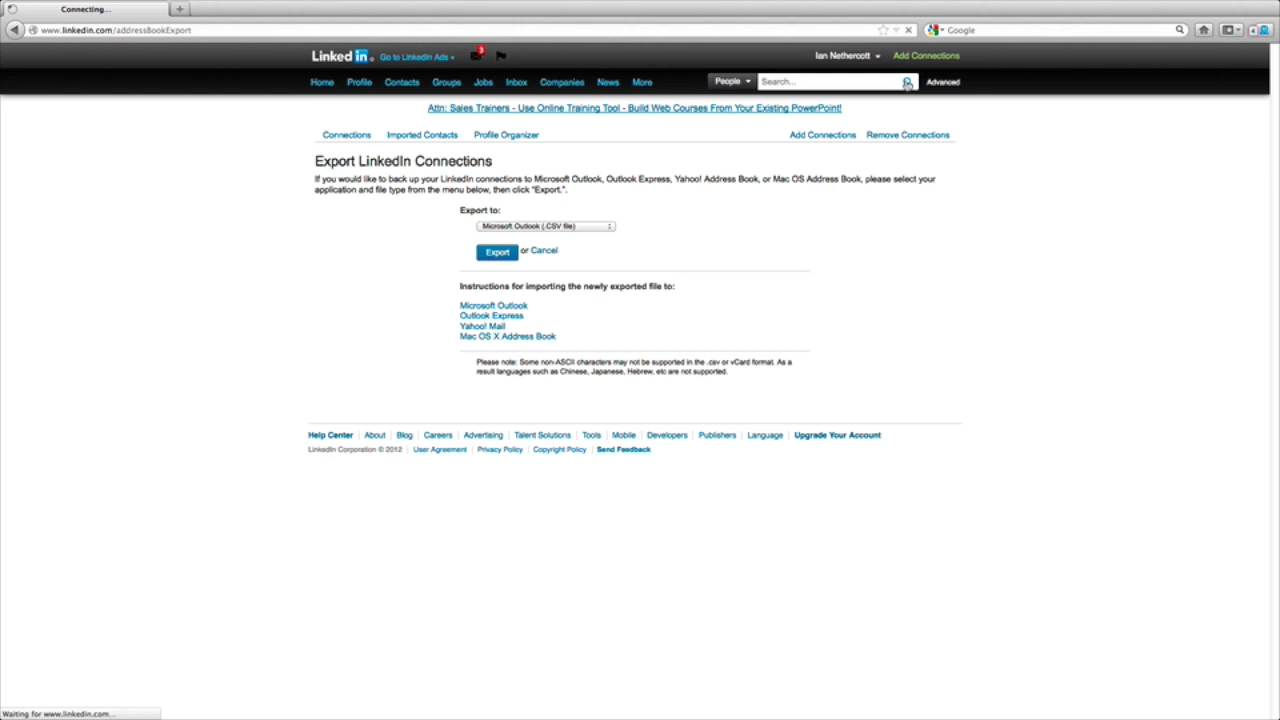 Connecting...
www.linkedin.com/addressBookExport
Google
Linked in. Go to LinkedIn Ads 3 Ian Nethercott Add Connections
Home Profile Contacts Groups Jobs Inbox Companies News More People Search... Advanced
Attn: Sales Trainers - Use Online Training Tool - Build Web Courses From Your Existing PowerPoint!
Connections Imported Contacts Profile Organizer Add Connections Remove Connections
Export LinkedIn Connections
If you would like to back up your LinkedIn connections to Microsoft Outlook, Outlook Express, Yahoo! Address Book, or Mac OS Address Book, please select your
application and file type from the menu below, then click "Export.".
Export to:
Microsoft Outlook (.CSV file)
Export or Cancel
Instructions for importing the newly exported file to:
Microsoft Outlook
Outlook Express
Yahoo! Mail
Mac OS X Address Book
Please note: Some non-ASCII characters may not be supported in the .csv or vCard format. As a
result languages such as Chinese, Japanese, Hebrew, etc are not supported.
Help Center About Blog Careers Advertising Talent Solutions Tools Mobile Developers Publishers Language Upgrade Your Account
LinkedIn Corporation © 2012 User Agreement Privacy Policy Copyright Policy Send Feedback
Waiting for www.linkedin.com...